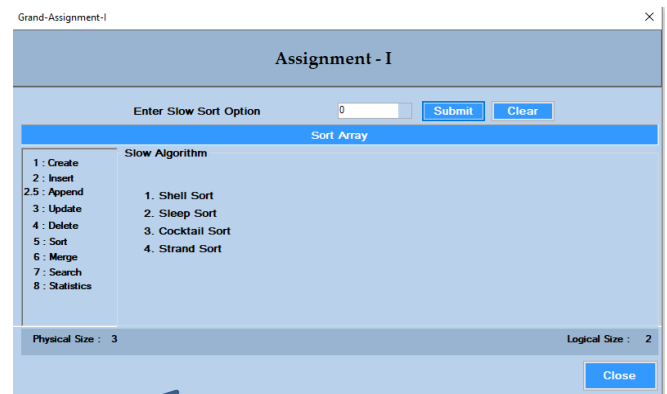 Grand-Assignment-I
Assignment - I
Enter Slow Sort Option 0 Submit Clear
Sort Array
Slow Algorithm
1 : Create
2 : Insert
2.5 : Append
3 : Update
4 : Delete
5 : Sort
6 : Merge
7 : Search
8 : Statistics
1. Shell Sort
2. Sleep Sort
3. Cocktail Sort
4. Strand Sort
Physical Size : 3
Logical Size : 2
Close